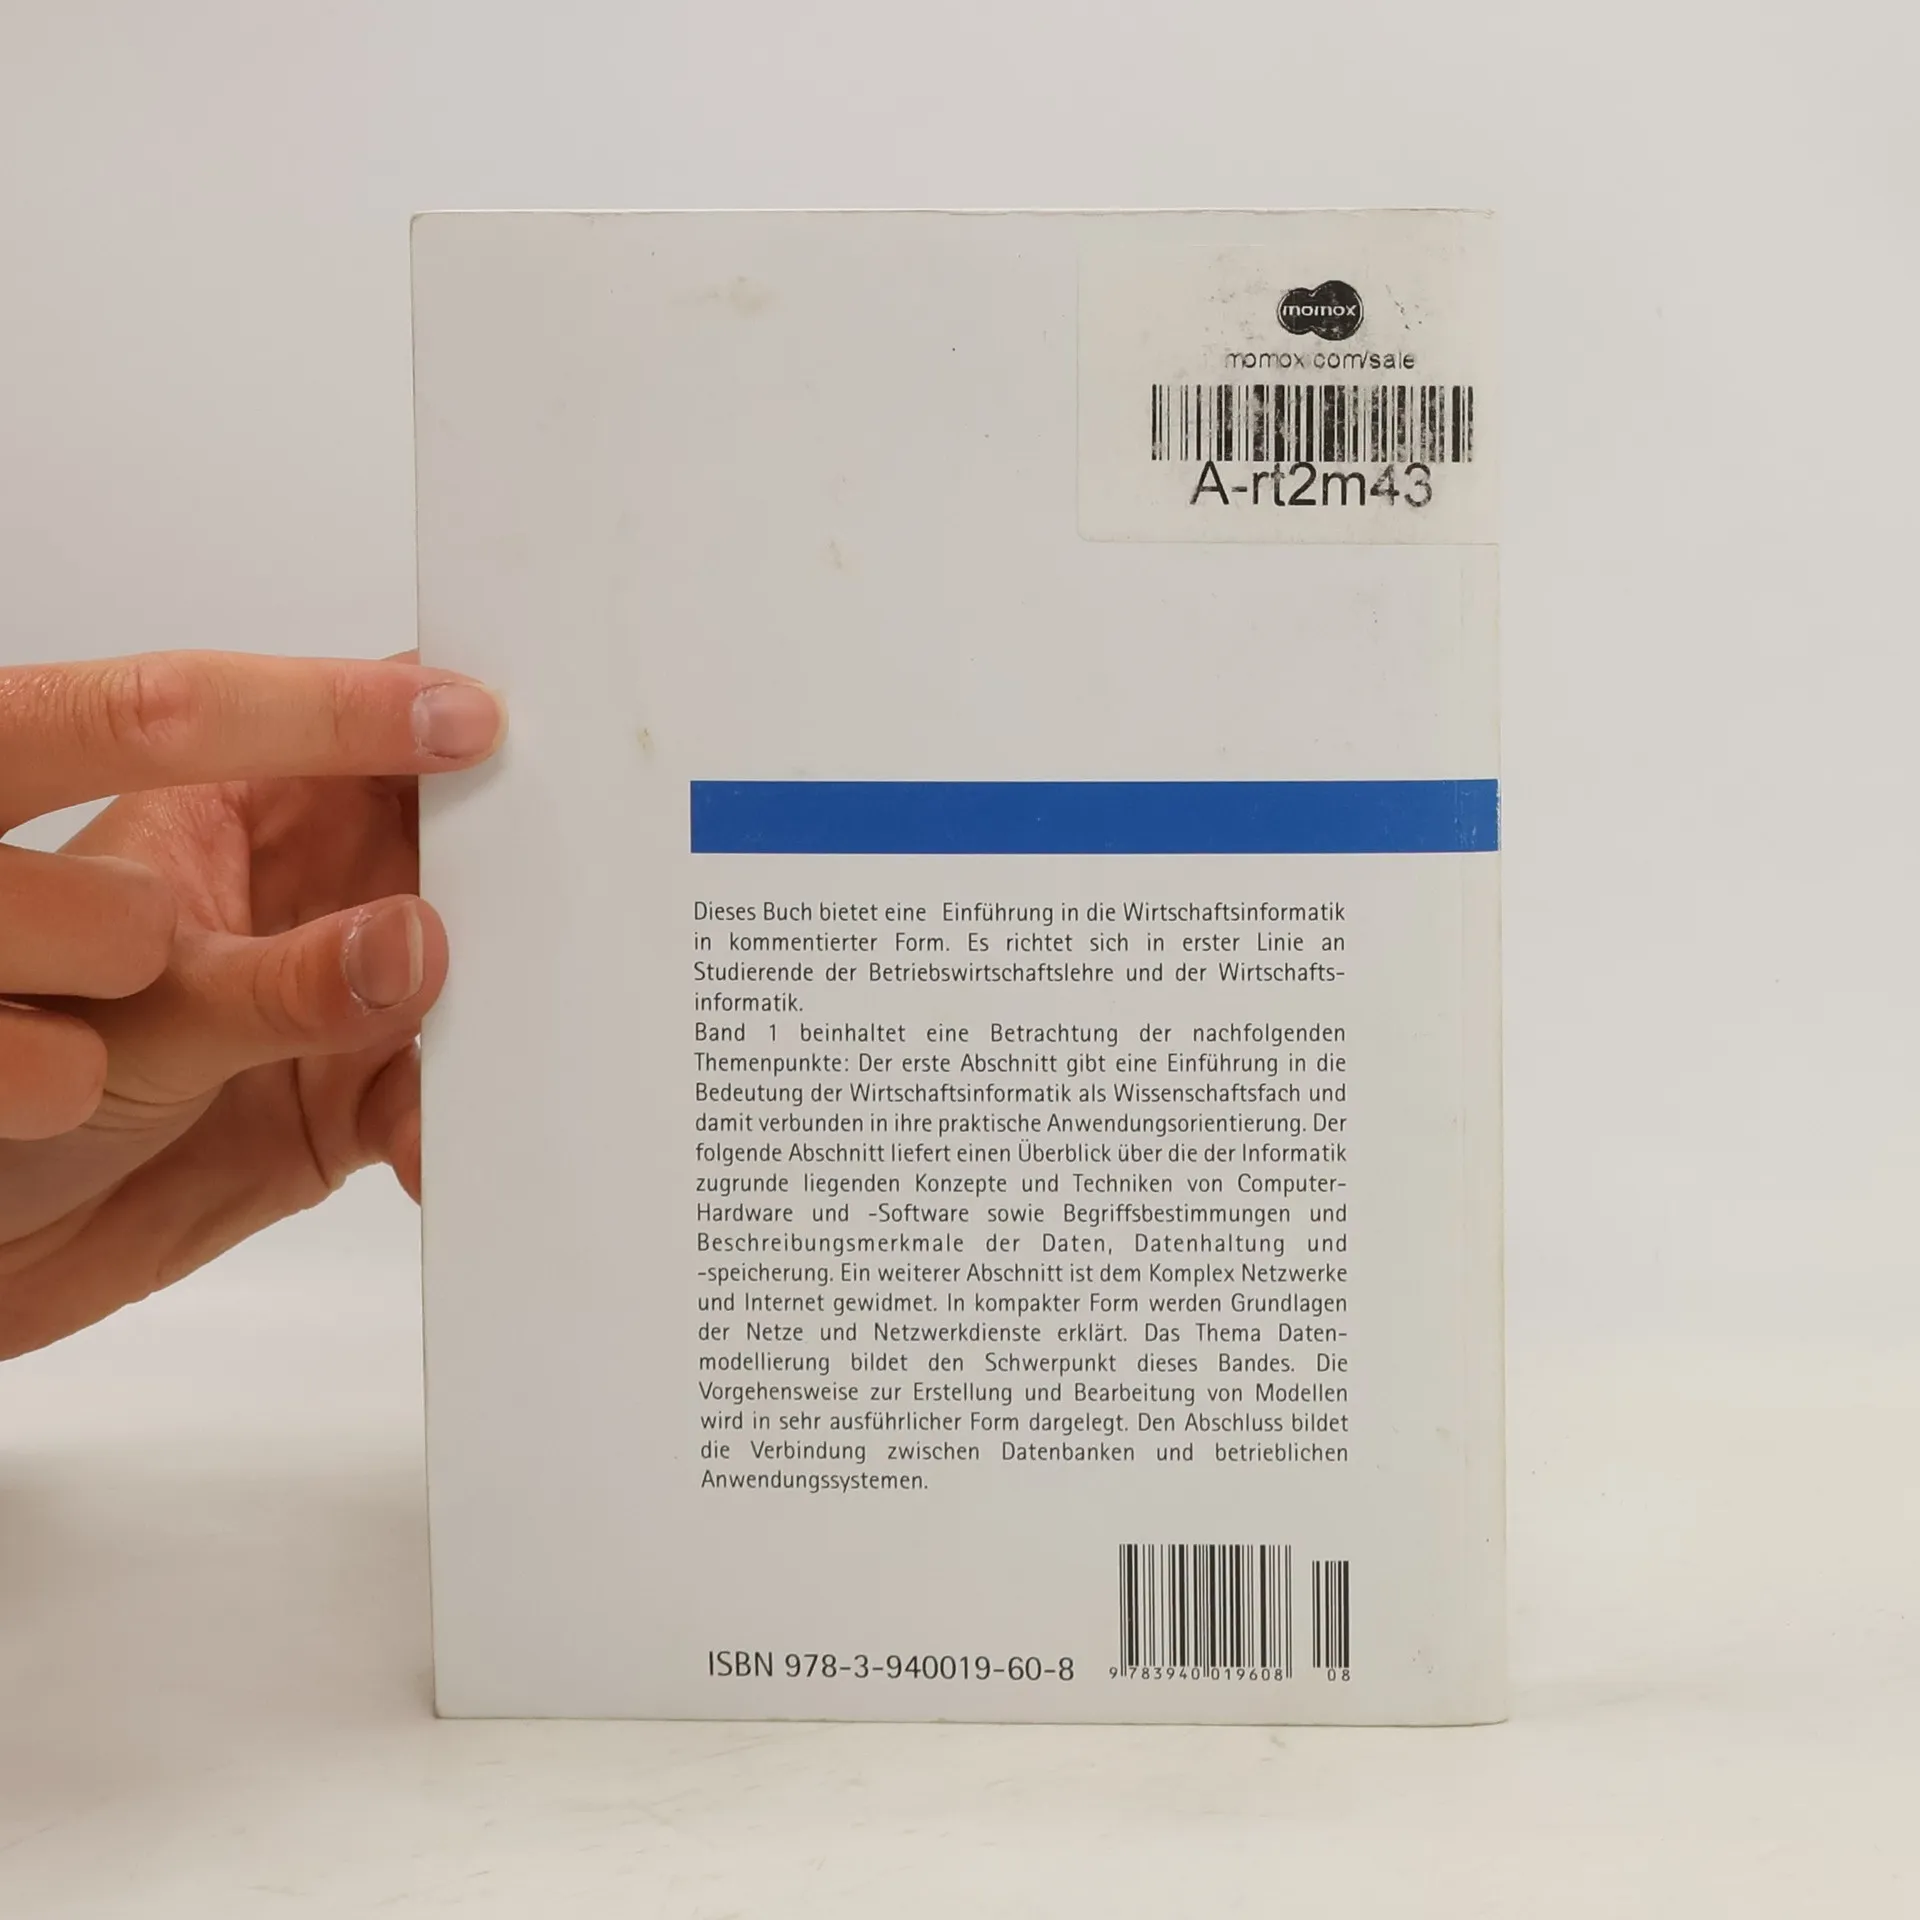 momox
momox.com/sale
A-rt2m43
Dieses Buch bietet eine Einführung in die Wirtschaftsinformatik
in kommentierter Form. Es richtet sich in erster Linie an
Studierende der Betriebswirtschaftslehre und der Wirtschafts-
informatik.
Band 1 beinhaltet eine Betrachtung der nachfolgenden
Themenpunkte: Der erste Abschnitt gibt eine Einführung in die
Bedeutung der Wirtschaftsinformatik als Wissenschaftsfach und
damit verbunden in ihre praktische Anwendungsorientierung. Der
folgende Abschnitt liefert einen Überblick über die der Informatik
zugrunde liegenden Konzepte und Techniken von Computer-
Hardware und -Software sowie Begriffsbestimmungen und
Beschreibungsmerkmale der Daten, Datenhaltung und
-speicherung. Ein weiterer Abschnitt ist dem Komplex Netzwerke
und Internet gewidmet. In kompakter Form werden Grundlagen
der Netze und Netzwerkdienste erklärt. Das Thema Daten-
modellierung bildet den Schwerpunkt dieses Bandes. Die
Vorgehensweise zur Erstellung und Bearbeitung von Modellen
wird in sehr ausführlicher Form dargelegt. Den Abschluss bildet
die Verbindung zwischen Datenbanken und betrieblichen
Anwendungssystemen.
ISBN 978-3-940019-60-8
9 783940 019608 08